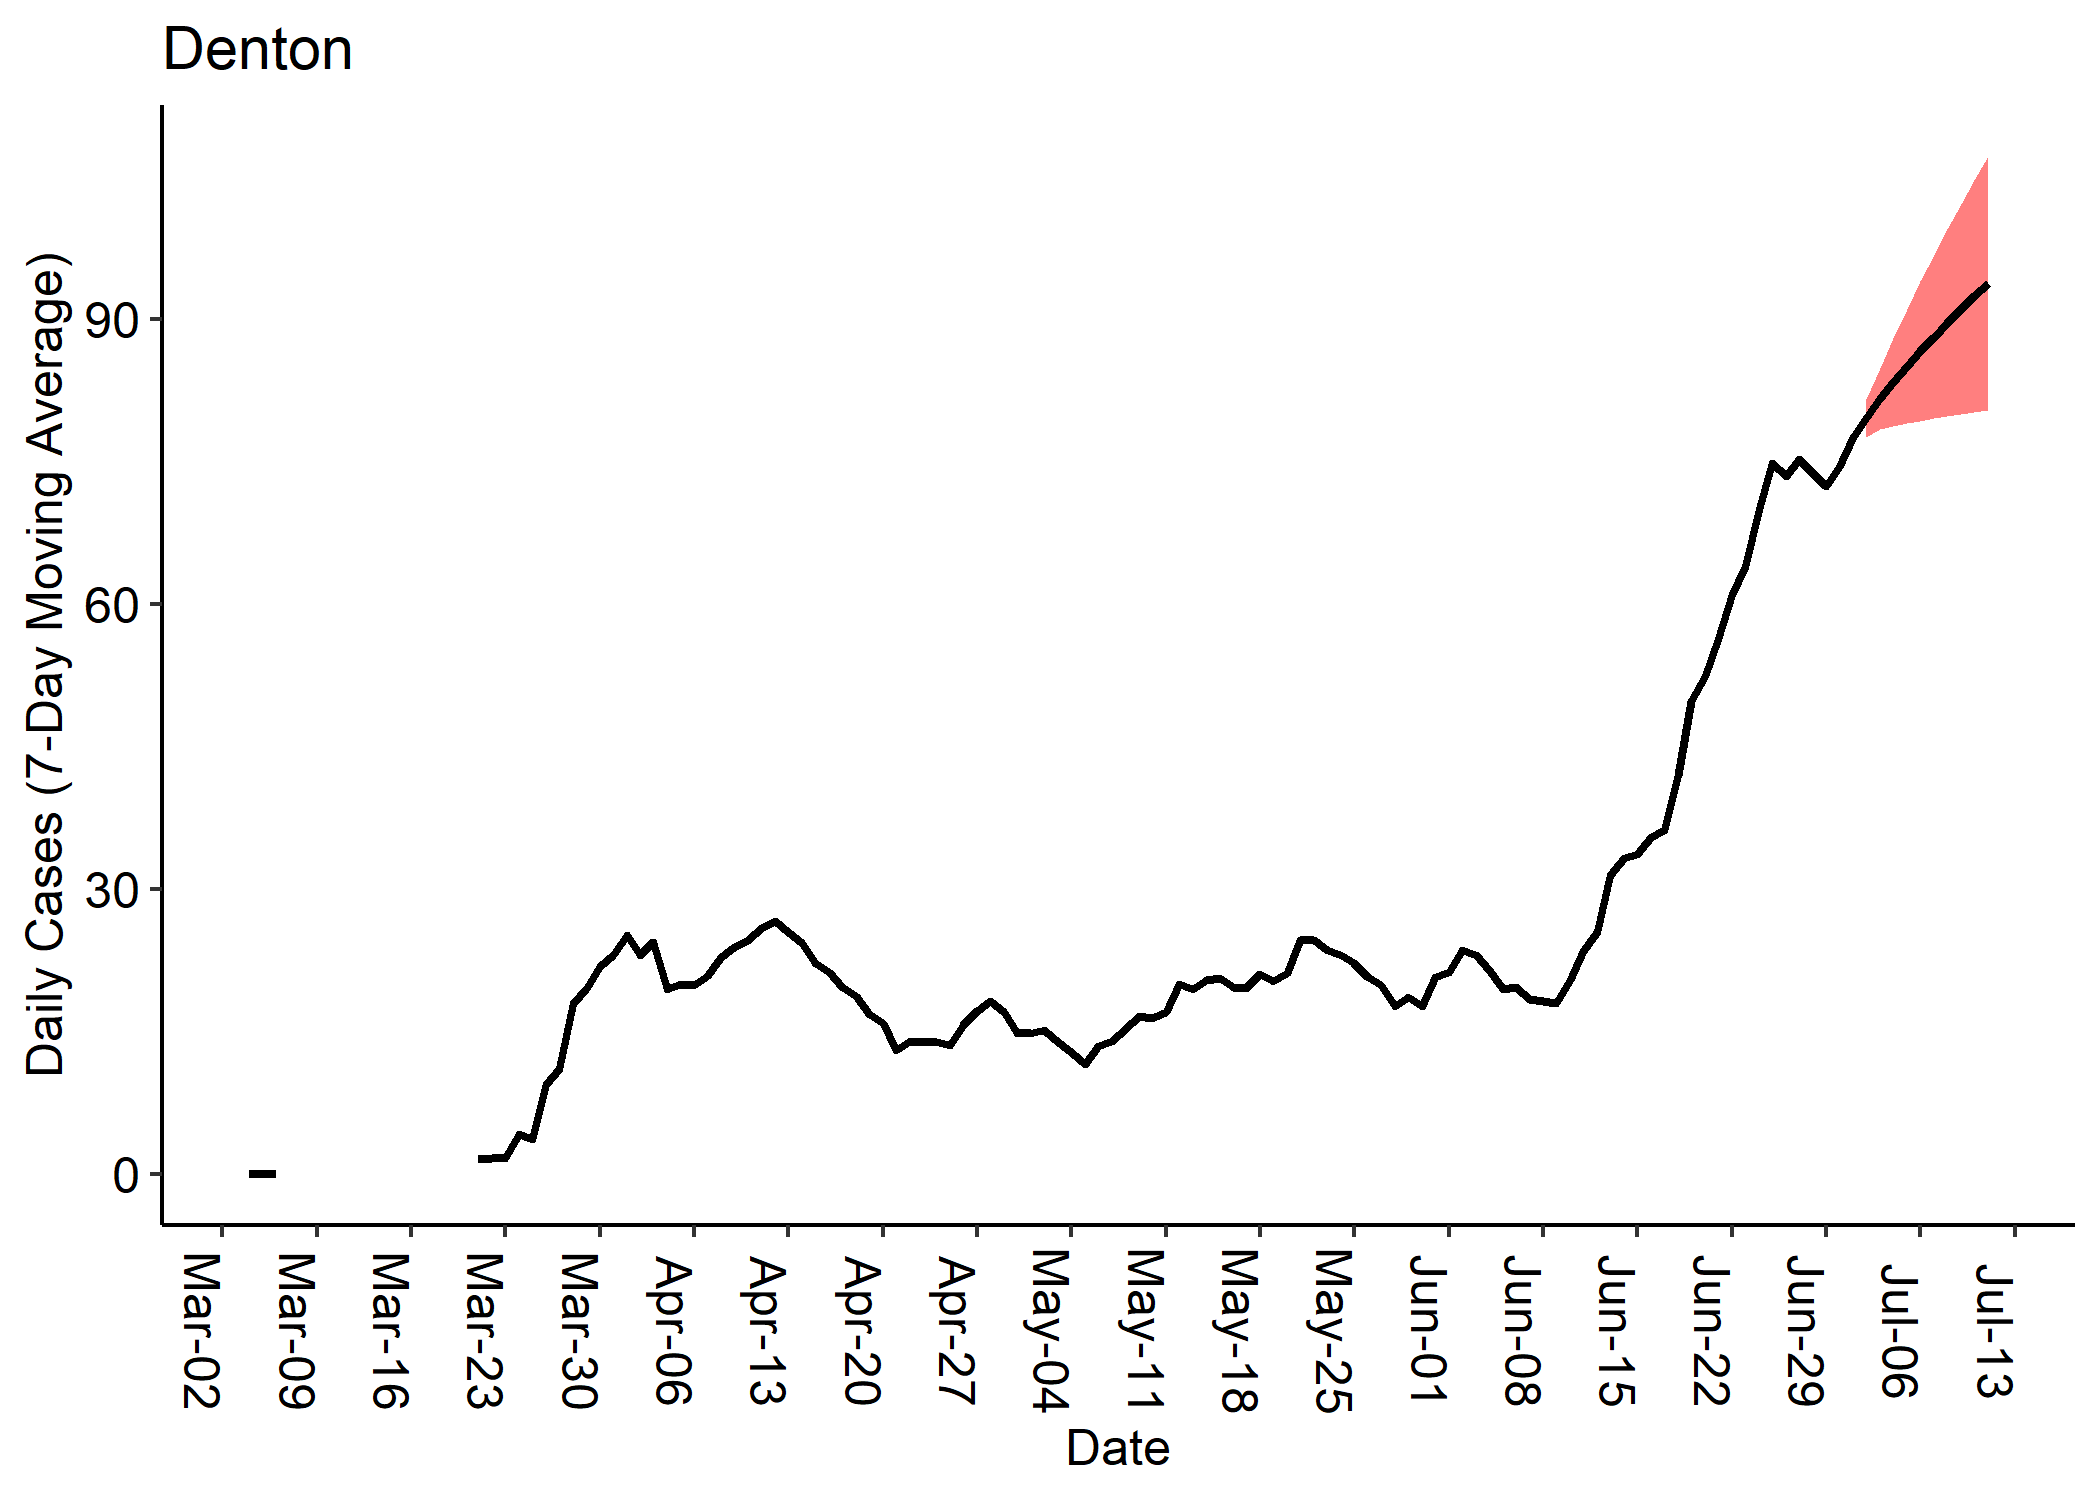 Denton
Daily Cases (7-Day Moving Average)
90
60
30
0
Mar-02
Mar-09
Mar-16
Mar-23
Mar-30
Apr-06
Apr-13
Apr-20
Apr-27
May-04
May-11
May-18
May-25
Jun-01
Jun-08
Jun-15
Jun-22
Jun-29
Jul-06
Jul-13
Date